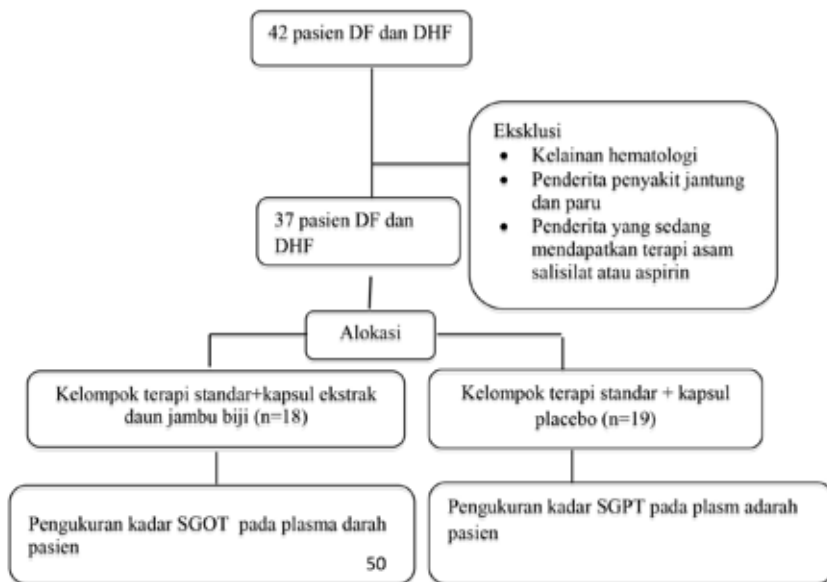 42 pasien DF dan DHF
Eksklusi
• Kelainan hematologi
• Penderita penyakit jantung
dan paru
• Penderita yang sedang
mendapatkan terapi asam
salisilat atau aspirin
37 pasien DF dan
DHF
Alokasi
Kelompok terapi standar+kapsul ekstrak
daun jambu biji (n=18)
Kelompok terapi standar + kapsul
placebo (n=19)
Pengukuran kadar SGOT pada plasma darah
pasien
50
Pengukuran kadar SGPT pada plasm adarah
pasien